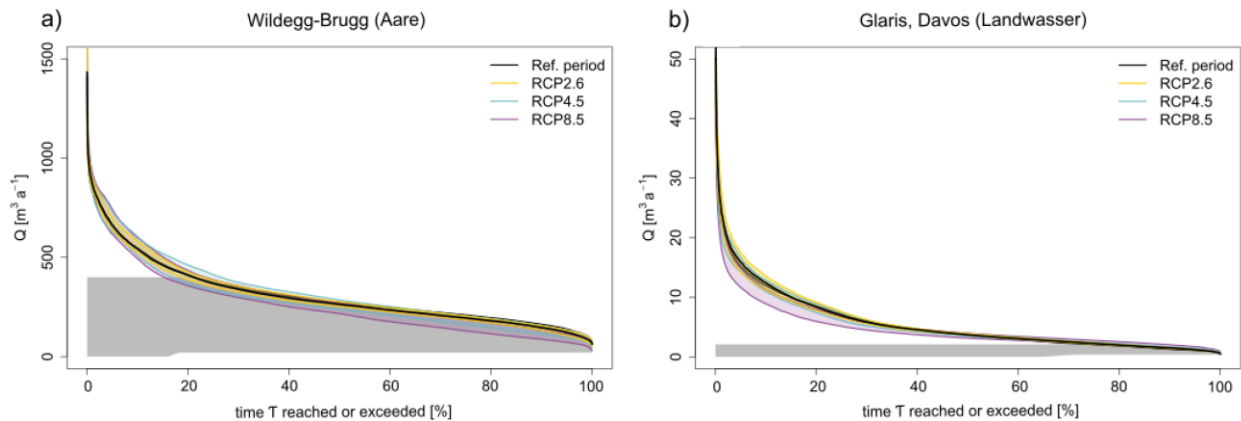 a) Wildegg-Brugg (Aare)
Q [m³ a⁻¹]
1500
1000
500
0
Ref. period
RCP2.6
RCP4.5
RCP8.5
0 20 40 60 80 100
time Ƭ reached or exceeded [%]
b) Glaris, Davos (Landwasser)
Q [m³ a⁻¹]
50
40
30
20
10
0
Ref. period
RCP2.6
RCP4.5
RCP8.5
0 20 40 60 80 100
time Ƭ reached or exceeded [%]